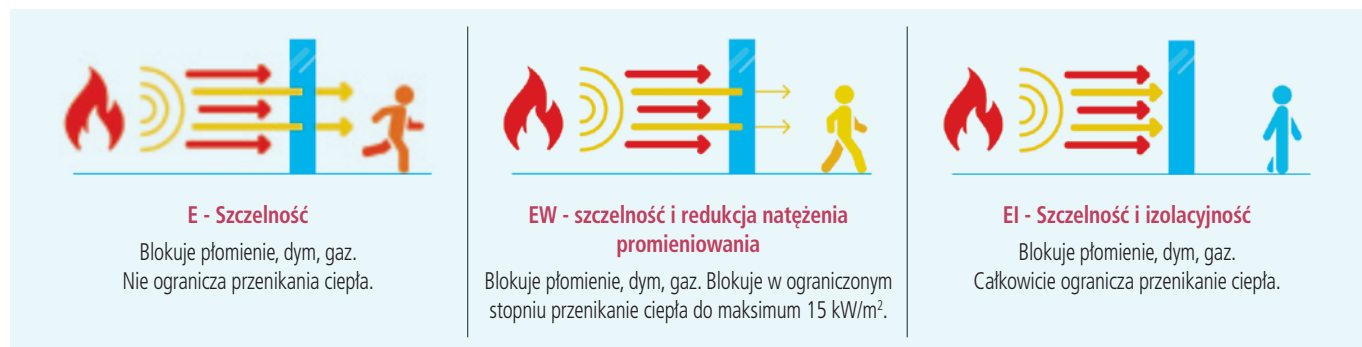 E - Szczelność
Blokuje płomienie, dym, gaz.
Nie ogranicza przenikania ciepła.
EW - szczelność i redukcja natężenia
promieniowania
Blokuje płomienie, dym, gaz. Blokuje w ograniczonym
stopniu przenikanie ciepła do maksimum 15 kW/m².
EI - Szczelność i izolacyjność
Blokuje płomienie, dym, gaz.
Całkowicie ogranicza przenikanie ciepła.